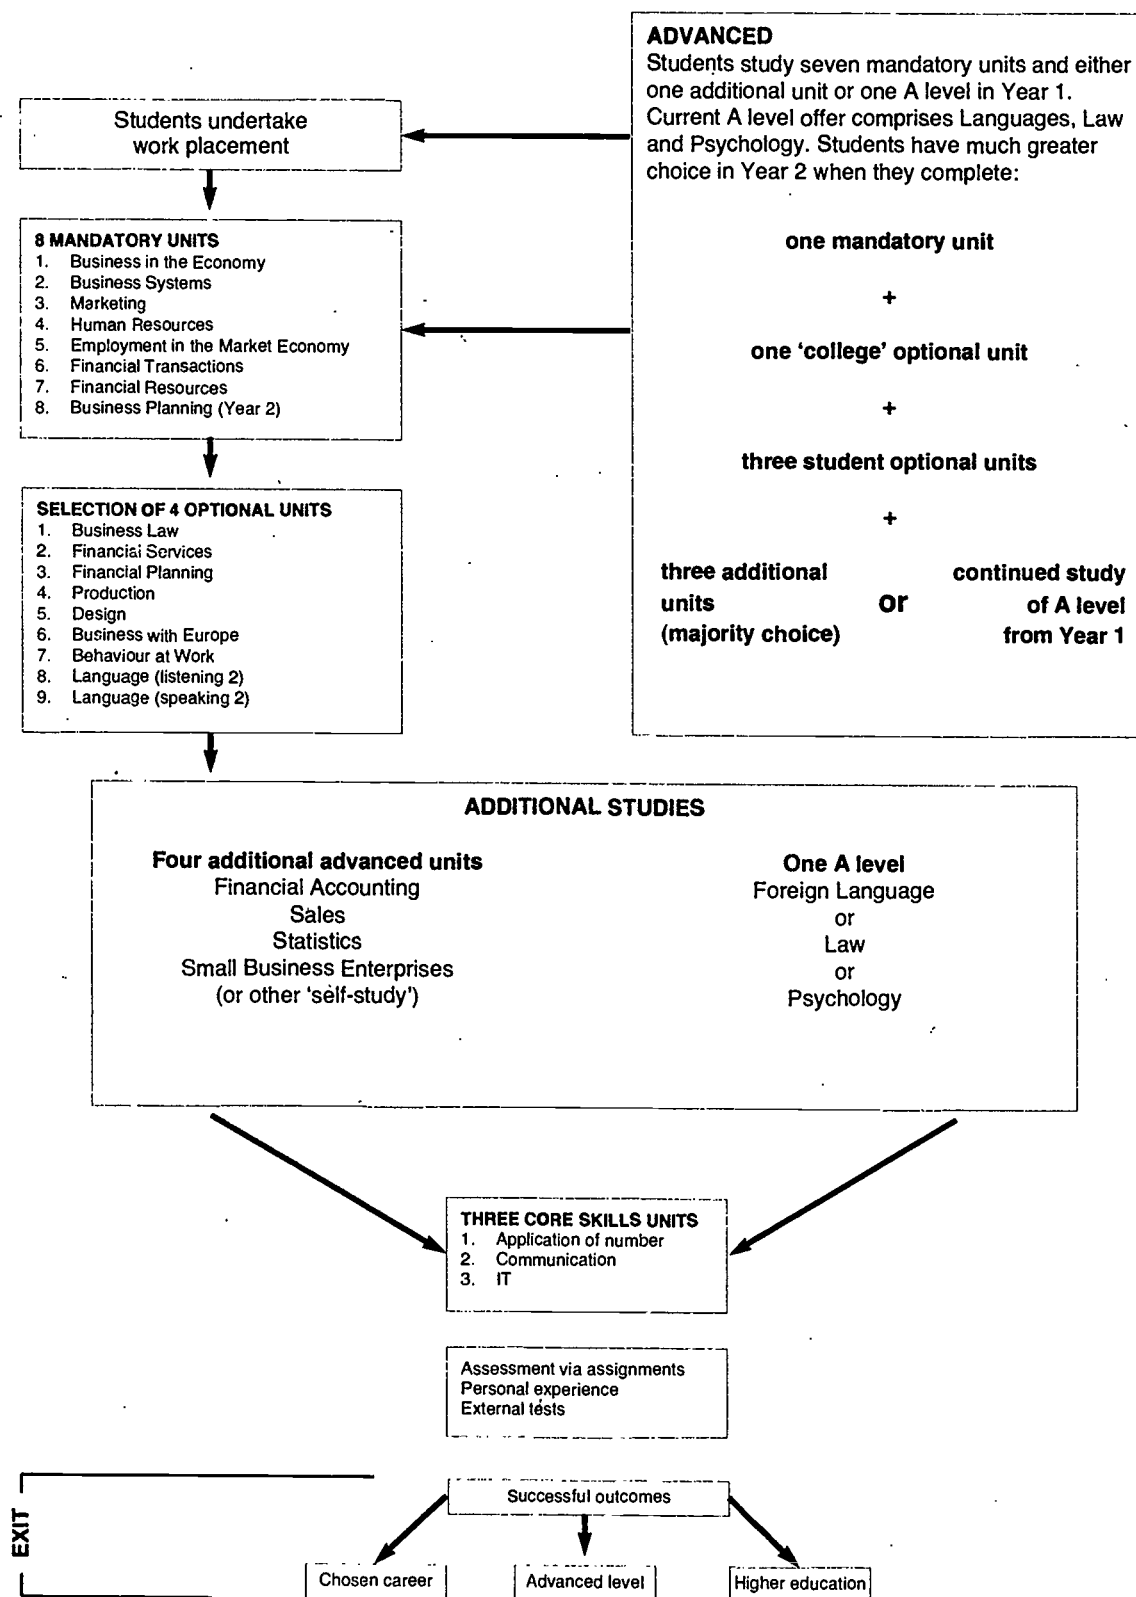 ADVANCED
Students study seven mandatory units and either
one additional unit or one A level in Year 1.
Current A level offer comprises Languages, Law
and Psychology. Students have much greater
choice in Year 2 when they complete:
one mandatory unit
+
one ‘college’ optional unit
+
three student optional units
+
three additional
units
(majority choice)
or
continued study
of A level
from Year 1
Students undertake
work placement
8 MANDATORY UNITS
1. Business in the Economy
2. Business Systems
3. Marketing
4. Human Resources
5. Employment in the Market Economy
6. Financial Transactions
7. Financial Resources
8. Business Planning (Year 2)
SELECTION OF 4 OPTIONAL UNITS
1. Business Law
2. Financial Services
3. Financial Planning
4. Production
5. Design
6. Business with Europe
7. Behaviour at Work
8. Language (listening 2)
9. Language (speaking 2)
ADDITIONAL STUDIES
Four additional advanced units
Financial Accounting
Sales
Statistics
Small Business Enterprises
(or other ‘self-study’)
One A level
Foreign Language
or
Law
or
Psychology
THREE CORE SKILLS UNITS
1. Application of number
2. Communication
3. IT
Assessment via assignments
Personal experience
External tests
EXIT
Successful outcomes
Chosen career
Advanced level
Higher education